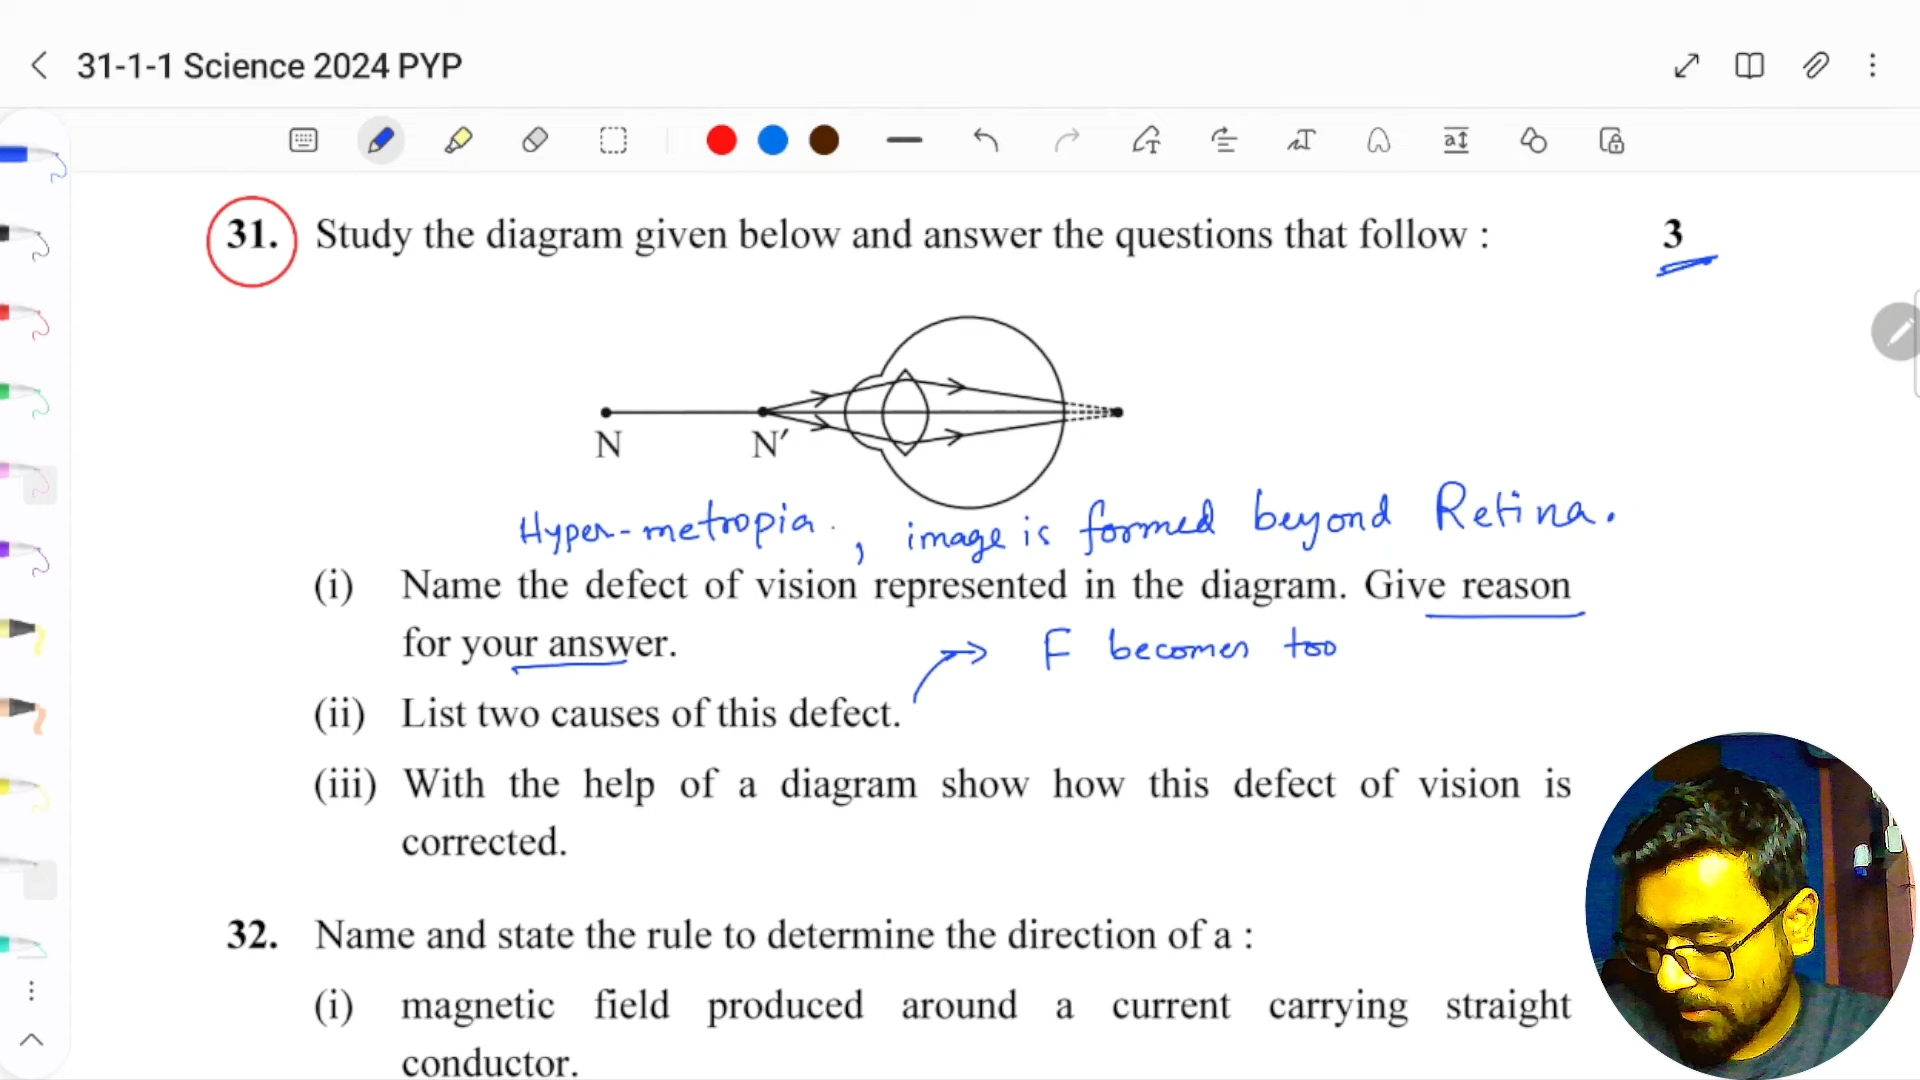 31-1-1 Science 2024 PYP
31. Study the diagram given below and answer the questions that follow : 3
N N′
Hyper-metropia , image is formed beyond Retina.
(i) Name the defect of vision represented in the diagram. Give reason
for your answer.
→ F becomes too
(ii) List two causes of this defect.
(iii) With the help of a diagram show how this defect of vision is
corrected.
32. Name and state the rule to determine the direction of a :
(i) magnetic field produced around a current carrying straight
conductor.